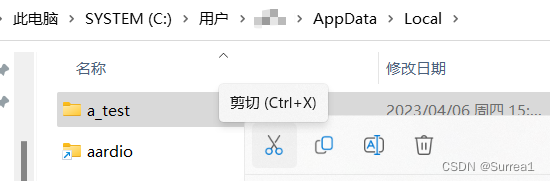 此电脑 > SYSTEM (C:) > 用户 > > AppData > Local >
名称 修改日期
剪切 (Ctrl+X)
a_test 2023/04/06 周四 15:...
aardio
CSDN @Surrea1